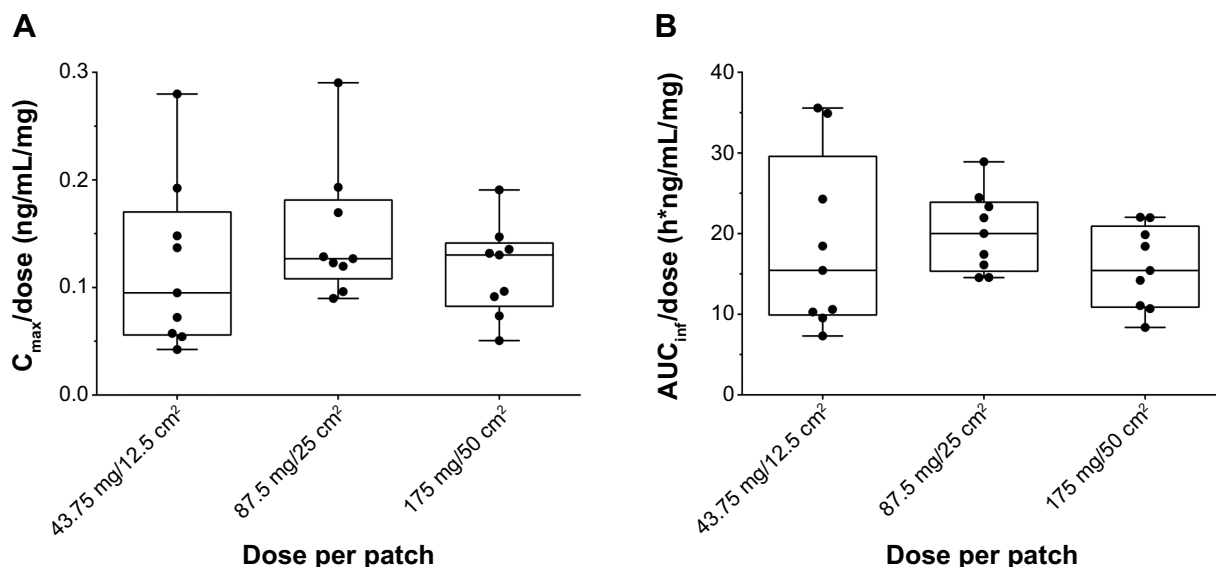 A
C_max/dose (ng/mL/mg)
0.3
0.2
0.1
0.0
43.75 mg/12.5 cm²
87.5 mg/25 cm²
175 mg/50 cm²
Dose per patch
B
AUC_inf/dose (h*ng/mL/mg)
40
30
20
10
0
43.75 mg/12.5 cm²
87.5 mg/25 cm²
175 mg/50 cm²
Dose per patch